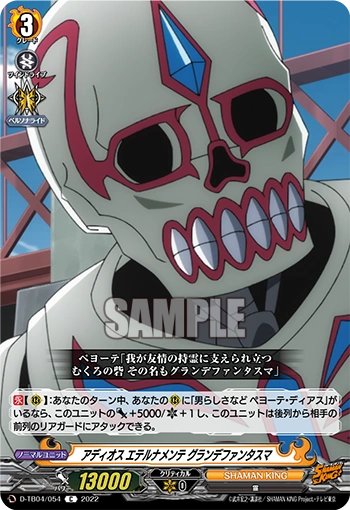 3
グレード
ツインドライブ
ペルソナライド
SAMPLE
ペヨーテ「我が友情の持霊に支えられ立つ
むくろの砦 その名もグランデファンタスマ」
永【R】:あなたのターン中、あなたの(R)に「男らしさなど ペヨーテ・ディアス」が
いるなら、このユニットの+5000/+1し、このユニットは後列から相手の
前列のリアガードにアタックできる。
ノーマルユニット
アディオス エテルナメンテ グランデファンタスマ
パワー 13000
クリティカル
0
SHAMAN KING
SHAMAN KING
D-TB04/054 C 2022
©武井宏之・講談社/SHAMAN KING Project.・テレビ東京